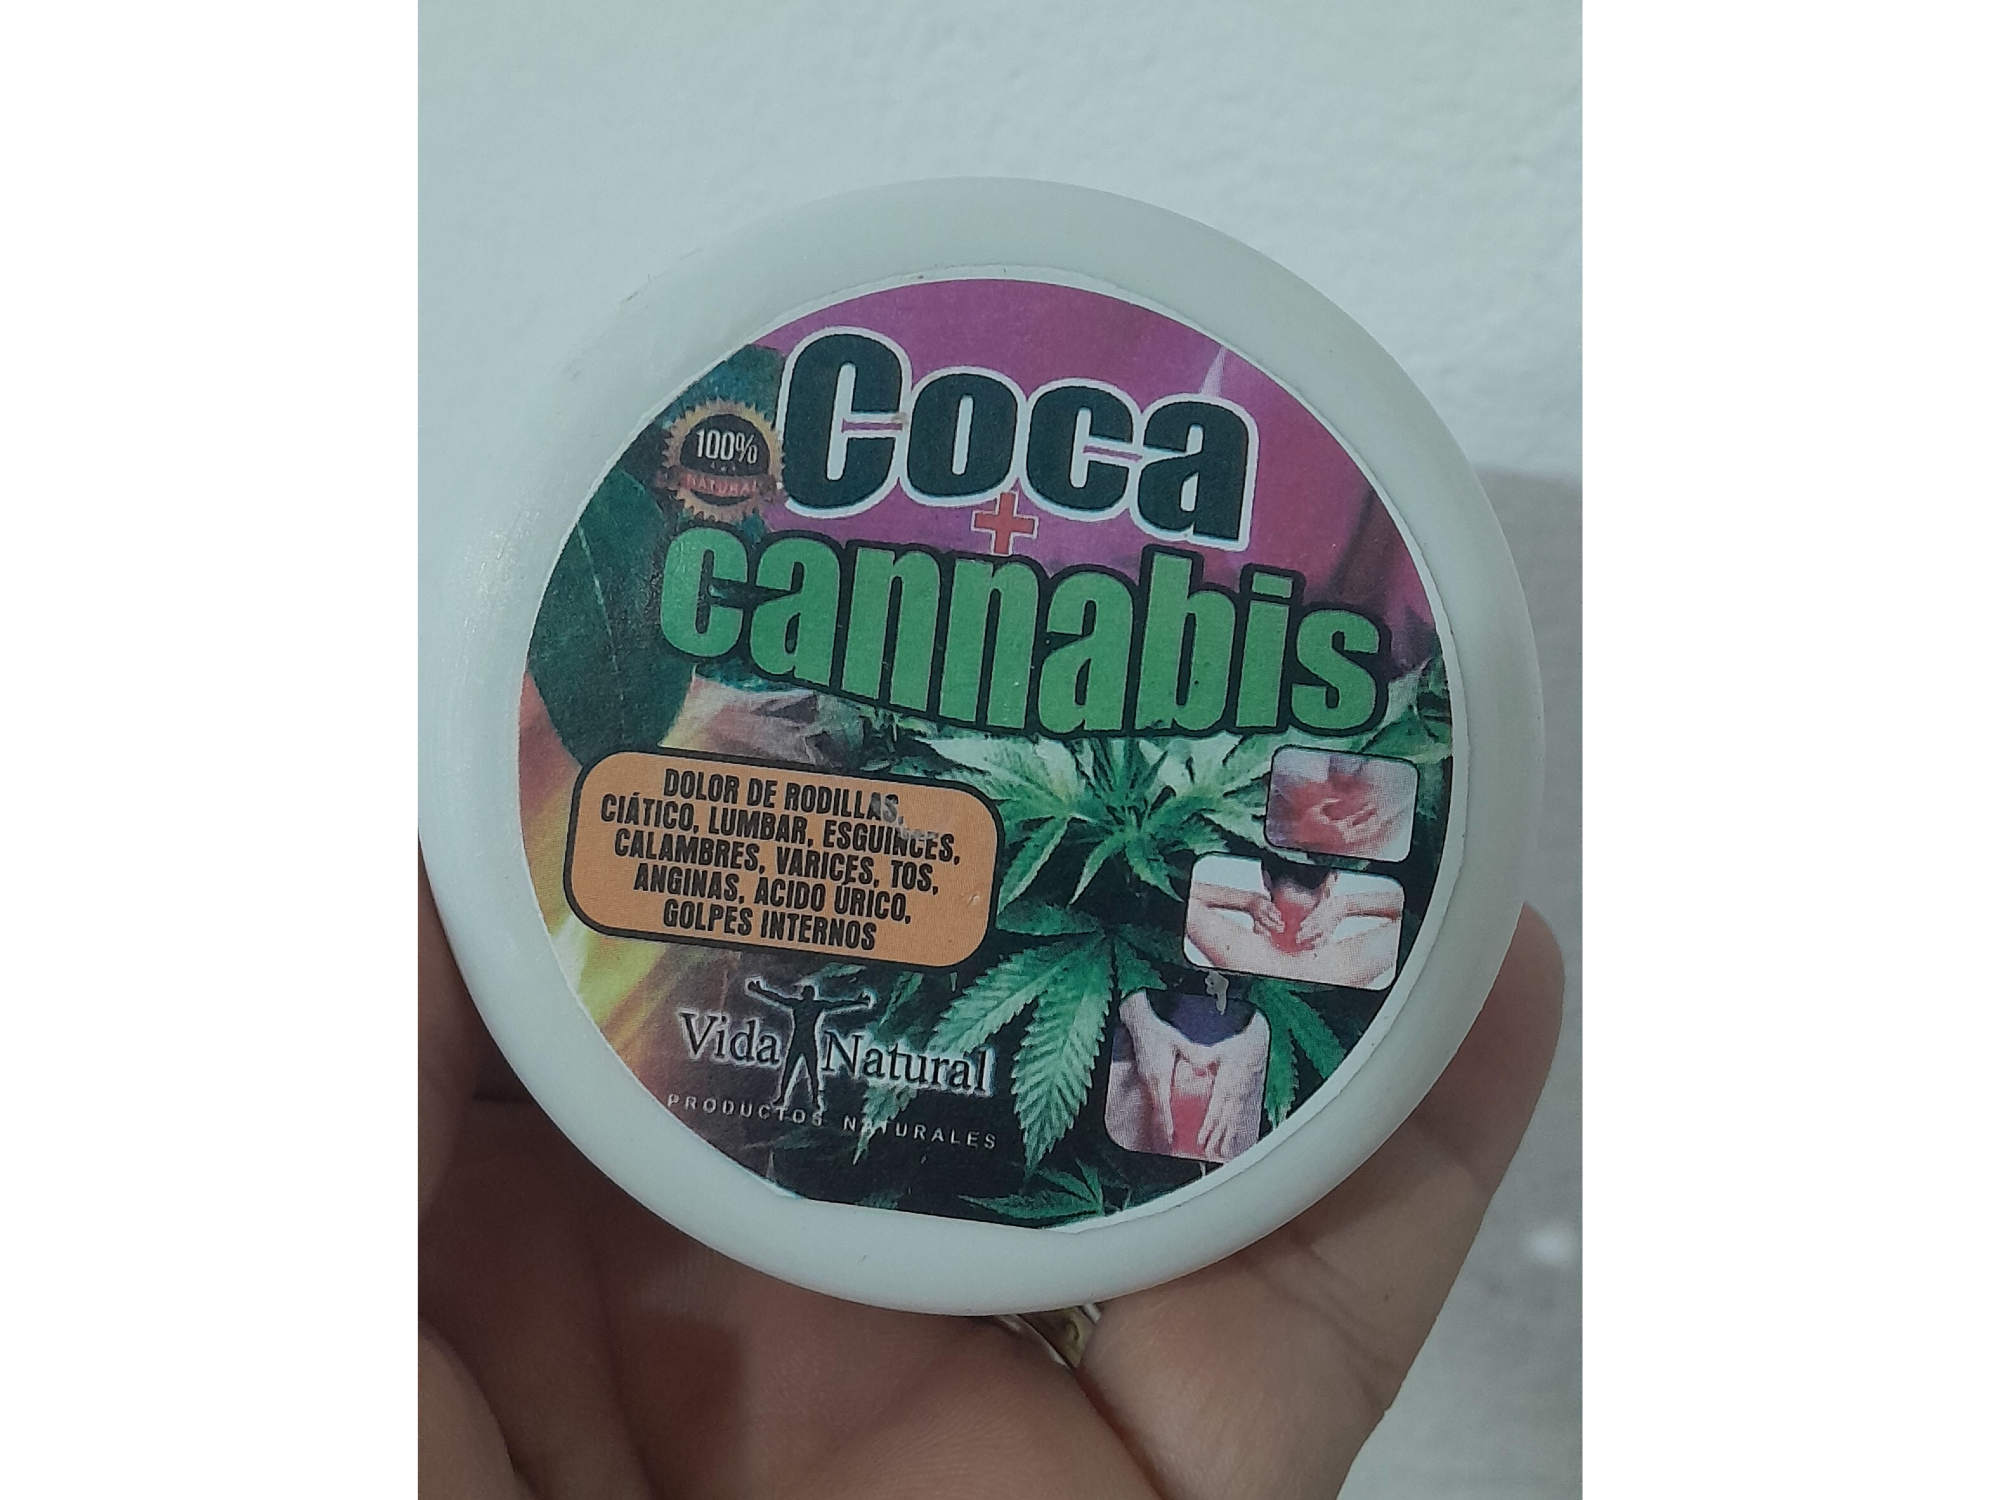 Coca
100%
NATURAL
+
cannabis
DOLOR DE RODILLAS,
CIÁTICO, LUMBAR, ESGUINCES,
CALAMBRES, VARICES, TOS,
ANGINAS, ACIDO ÚRICO,
GOLPES INTERNOS
Vida Natural
PRODUCTOS NATURALES